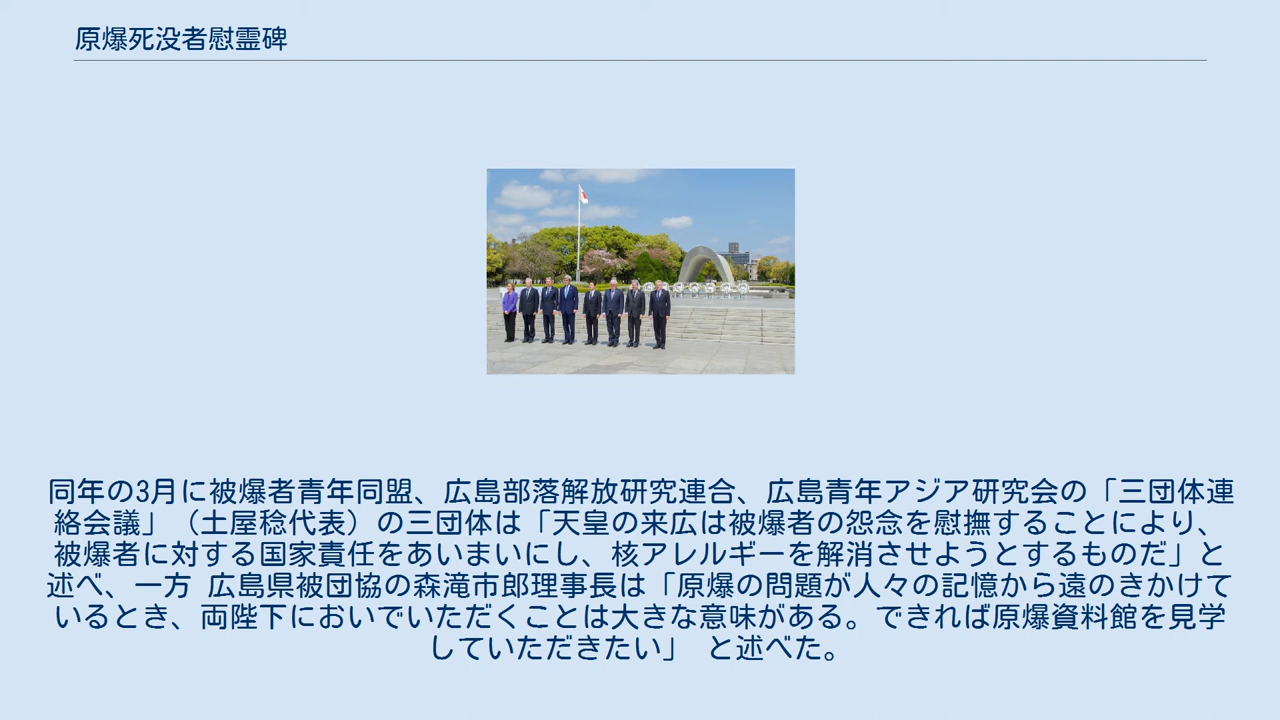 原爆死没者慰霊碑
同年の3月に被爆者青年同盟、広島部落解放研究連合、広島青年アジア研究会の「三団体連
絡会議」（土屋稔代表）の三団体は「天皇の来広は被爆者の怨念を慰撫することにより、
被爆者に対する国家責任をあいまいにし、核アレルギーを解消させようとするものだ」と
述べ、一方 広島県被団協の森滝市郎理事長は「原爆の問題が人々の記憶から遠のきかけて
いるとき、両陛下においでいただくことは大きな意味がある。できれば原爆資料館を見学
していただきたい」 と述べた。